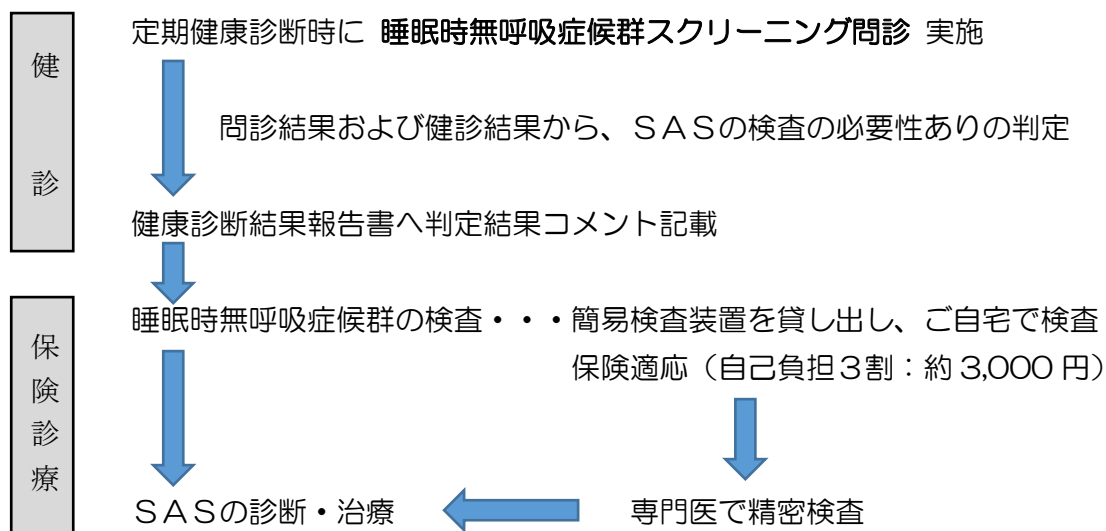 健診
定期健康診断時に 睡眠時無呼吸症候群スクリーニング問診 実施
問診結果および健診結果から、ＳＡＳの検査の必要性ありの判定
健康診断結果報告書へ判定結果コメント記載
保険診療
睡眠時無呼吸症候群の検査・・・簡易検査装置を貸し出し、ご自宅で検査
保険適応（自己負担３割：約 3,000 円）
ＳＡＳの診断・治療
専門医で精密検査